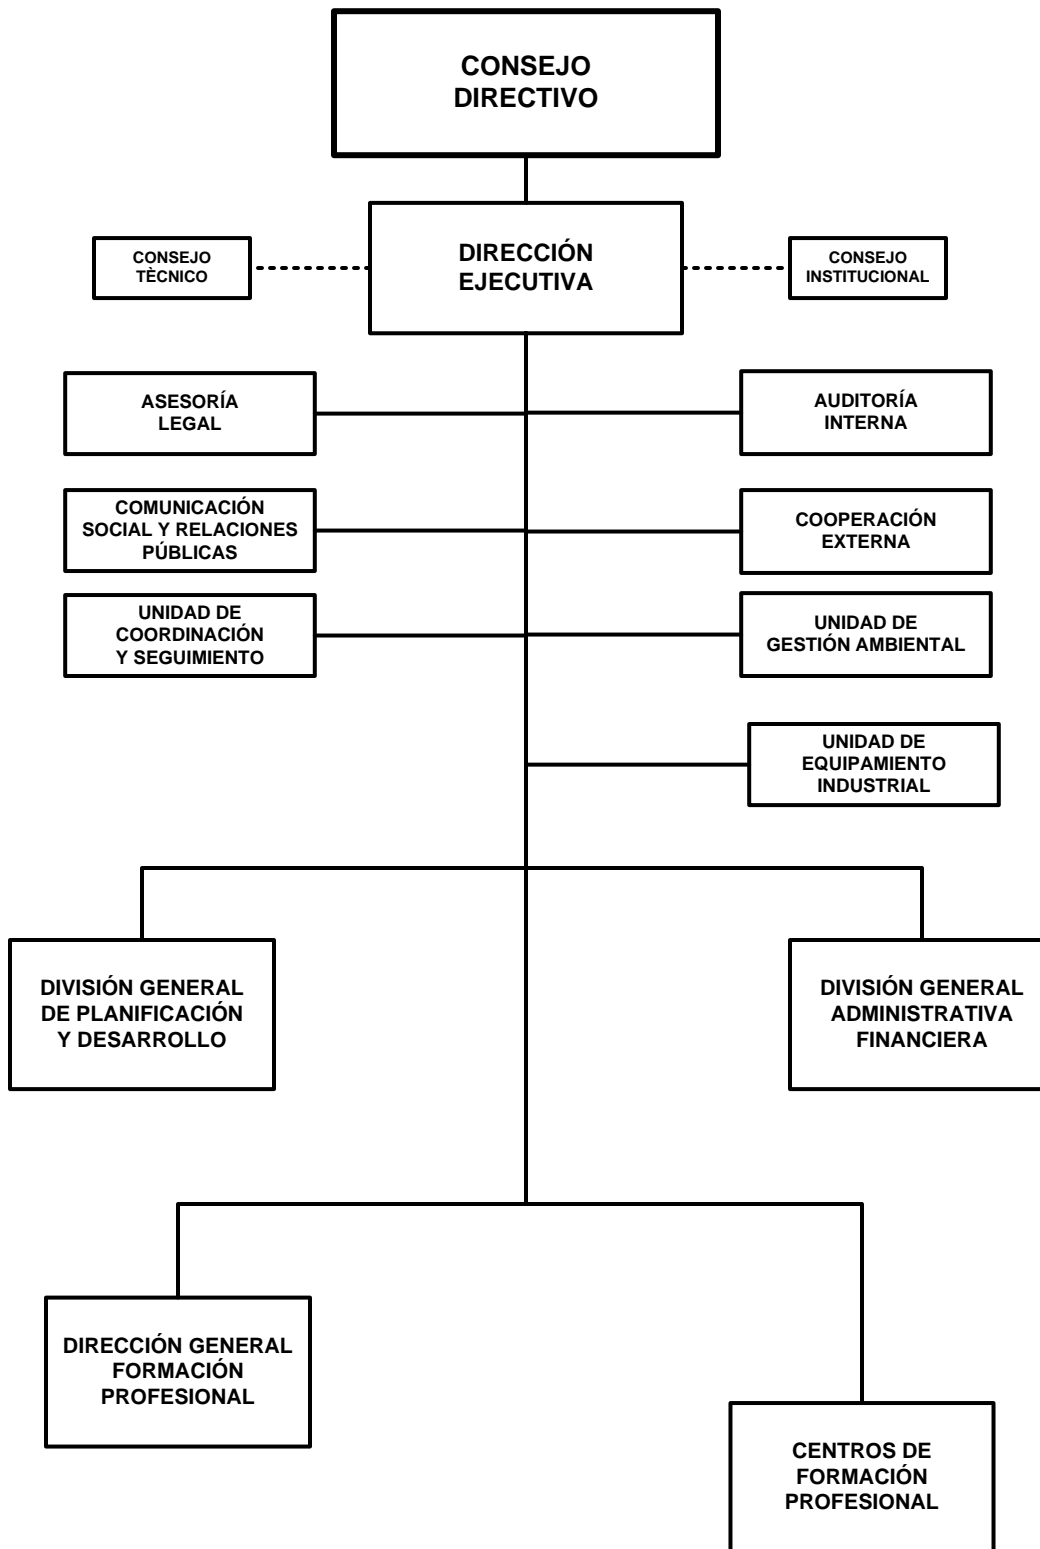 CONSEJO
DIRECTIVO
DIRECCIÓN
EJECUTIVA
CONSEJO
TÈCNICO
CONSEJO
INSTITUCIONAL
ASESORÍA
LEGAL
AUDITORÍA
INTERNA
COMUNICACIÓN
SOCIAL Y RELACIONES
PÚBLICAS
COOPERACIÓN
EXTERNA
UNIDAD DE
COORDINACIÓN
Y SEGUIMIENTO
UNIDAD DE
GESTIÓN AMBIENTAL
UNIDAD DE
EQUIPAMIENTO
INDUSTRIAL
DIVISIÓN GENERAL
DE PLANIFICACIÓN
Y DESARROLLO
DIVISIÓN GENERAL
ADMINISTRATIVA
FINANCIERA
DIRECCIÓN GENERAL
FORMACIÓN
PROFESIONAL
CENTROS DE
FORMACIÓN
PROFESIONAL